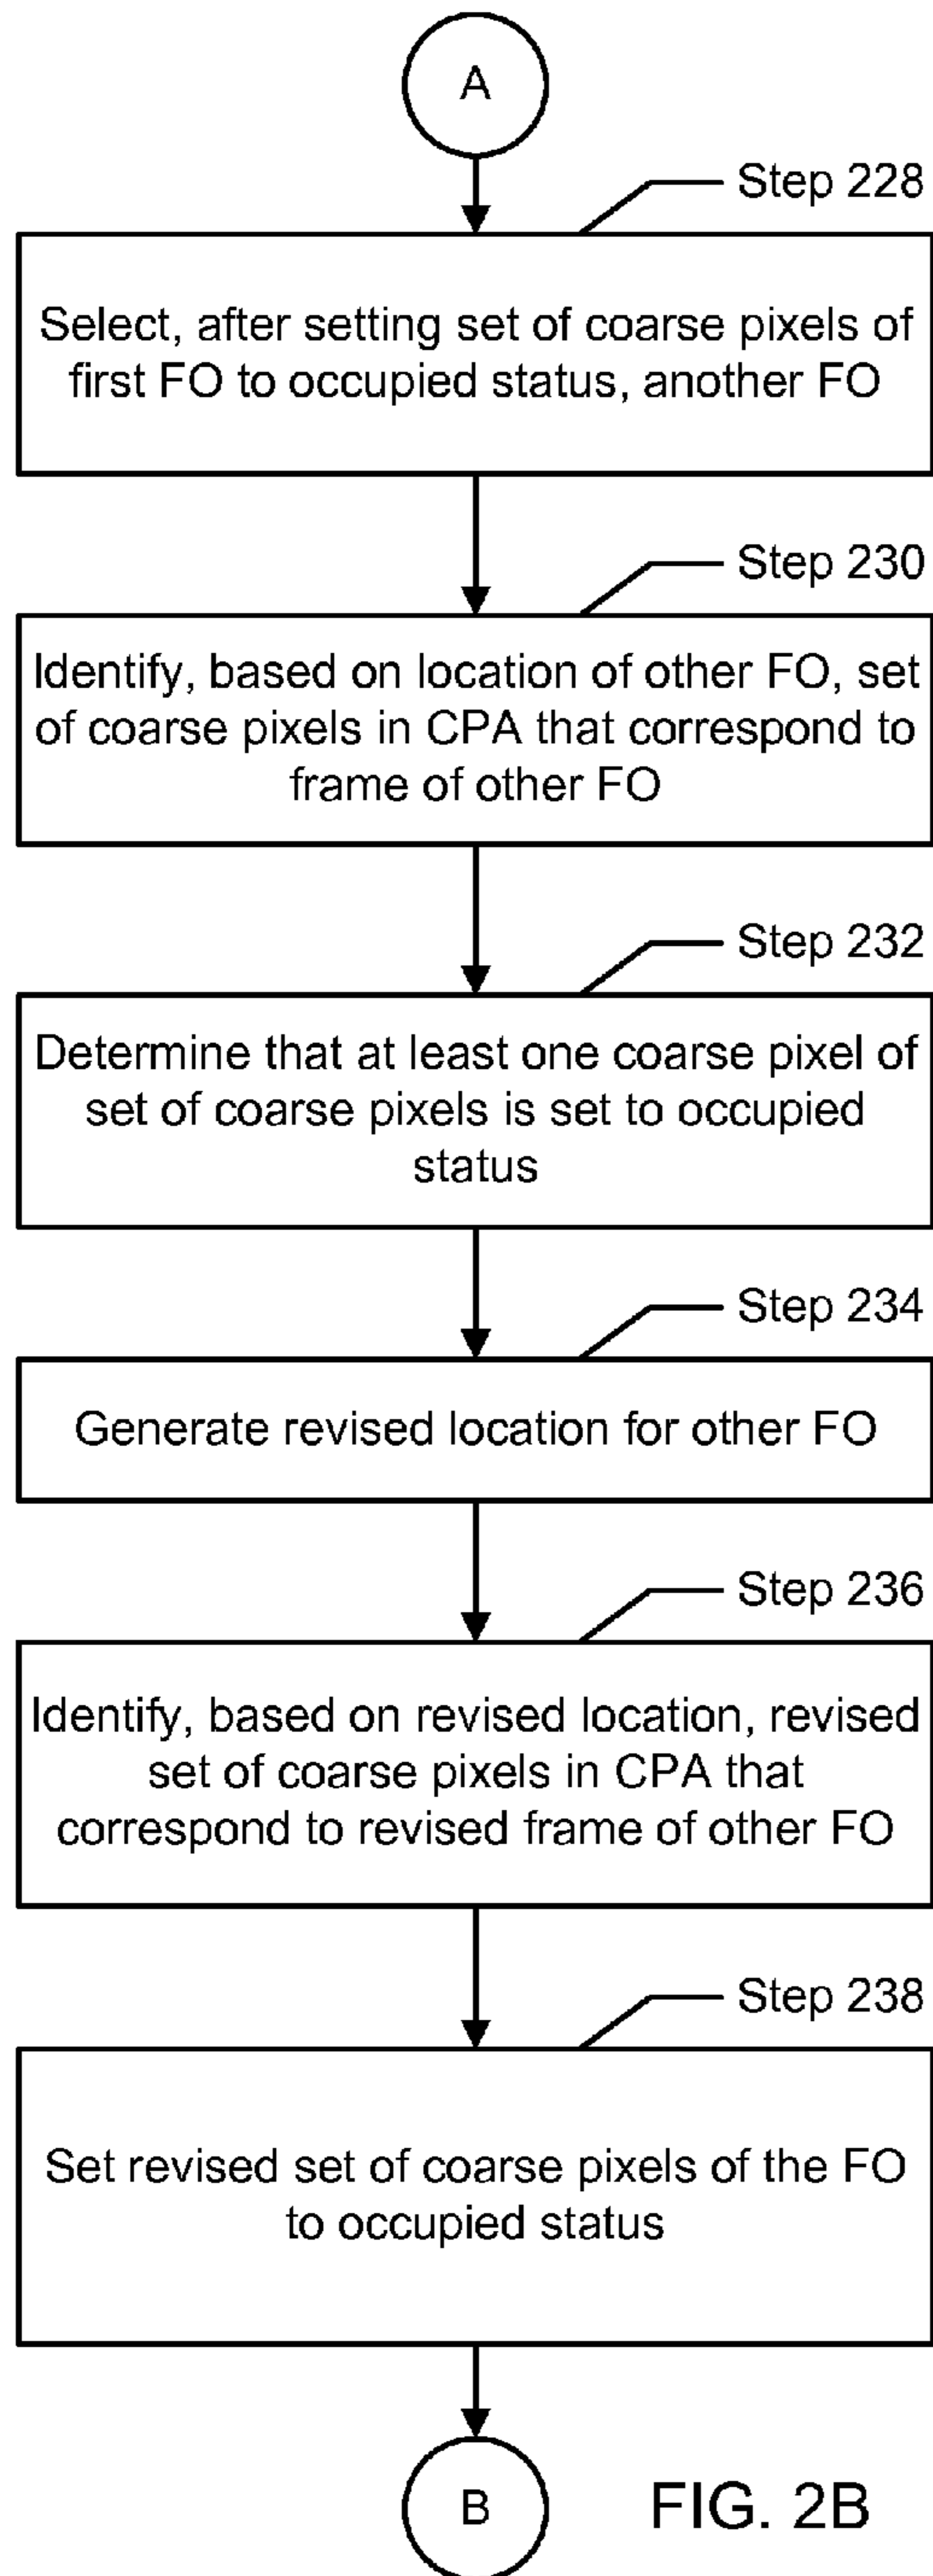 A
Step 228
Select, after setting set of coarse pixels of
first FO to occupied status, another FO
Step 230
Identify, based on location of other FO, set
of coarse pixels in CPA that correspond to
frame of other FO
Step 232
Determine that at least one coarse pixel of
set of coarse pixels is set to occupied
status
Step 234
Generate revised location for other FO
Step 236
Identify, based on revised location, revised
set of coarse pixels in CPA that
correspond to revised frame of other FO
Step 238
Set revised set of coarse pixels of the FO
to occupied status
B
FIG. 2B